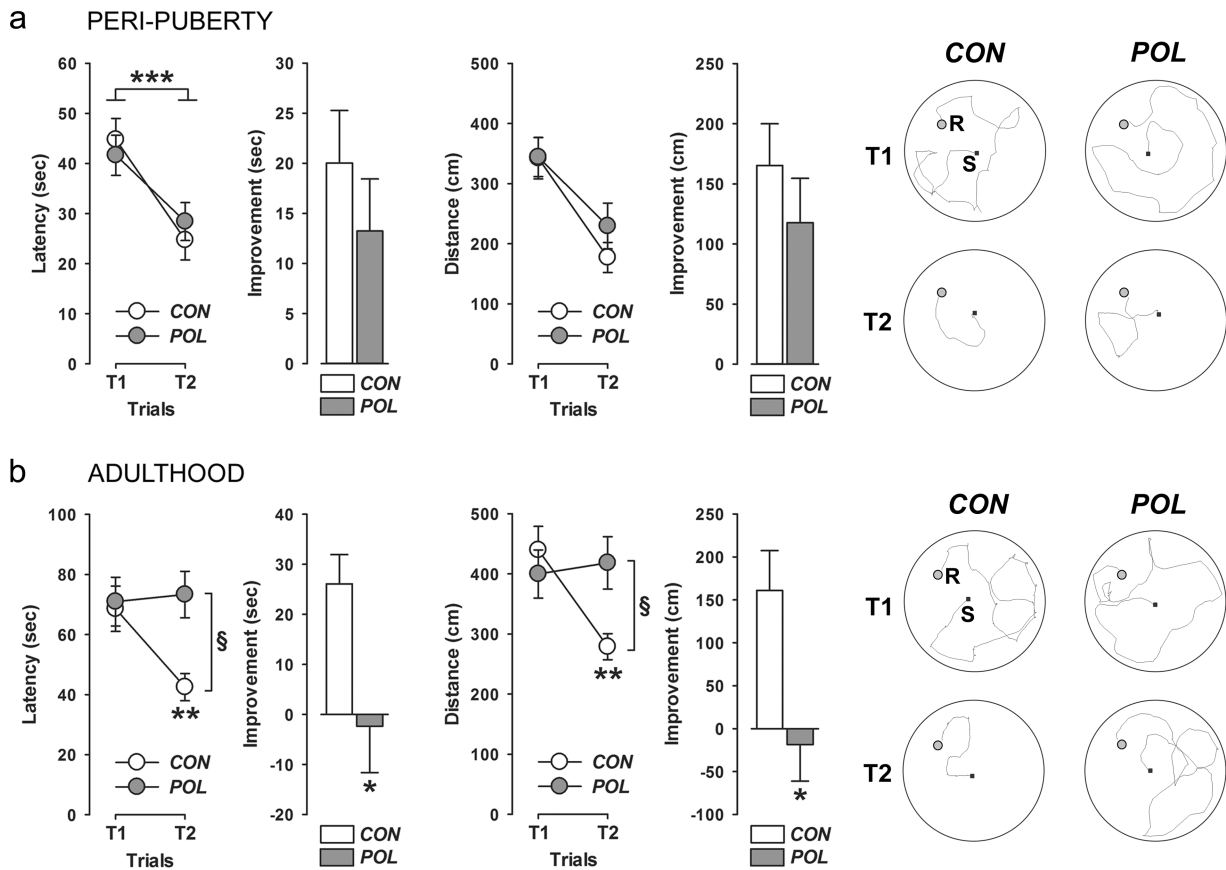 a PERI-PUBERTY
Latency (sec)
60
50
40
30
20
10
0
***
CON
POL
T1 T2
Trials
Improvement (sec)
30
25
20
15
10
5
0
CON
POL
Distance (cm)
500
400
300
200
100
0
CON
POL
T1 T2
Trials
Improvement (cm)
250
200
150
100
50
0
CON
POL
CON POL
T1
R
S
T2
b ADULTHOOD
Latency (sec)
100
80
60
40
20
0
§
**
CON
POL
T1 T2
Trials
Improvement (sec)
40
30
20
10
0
-10
-20
*
CON
POL
Distance (cm)
500
400
300
200
100
0
§
**
CON
POL
T1 T2
Trials
Improvement (cm)
250
200
150
100
50
0
-50
-100
*
CON
POL
CON POL
T1
R
S
T2